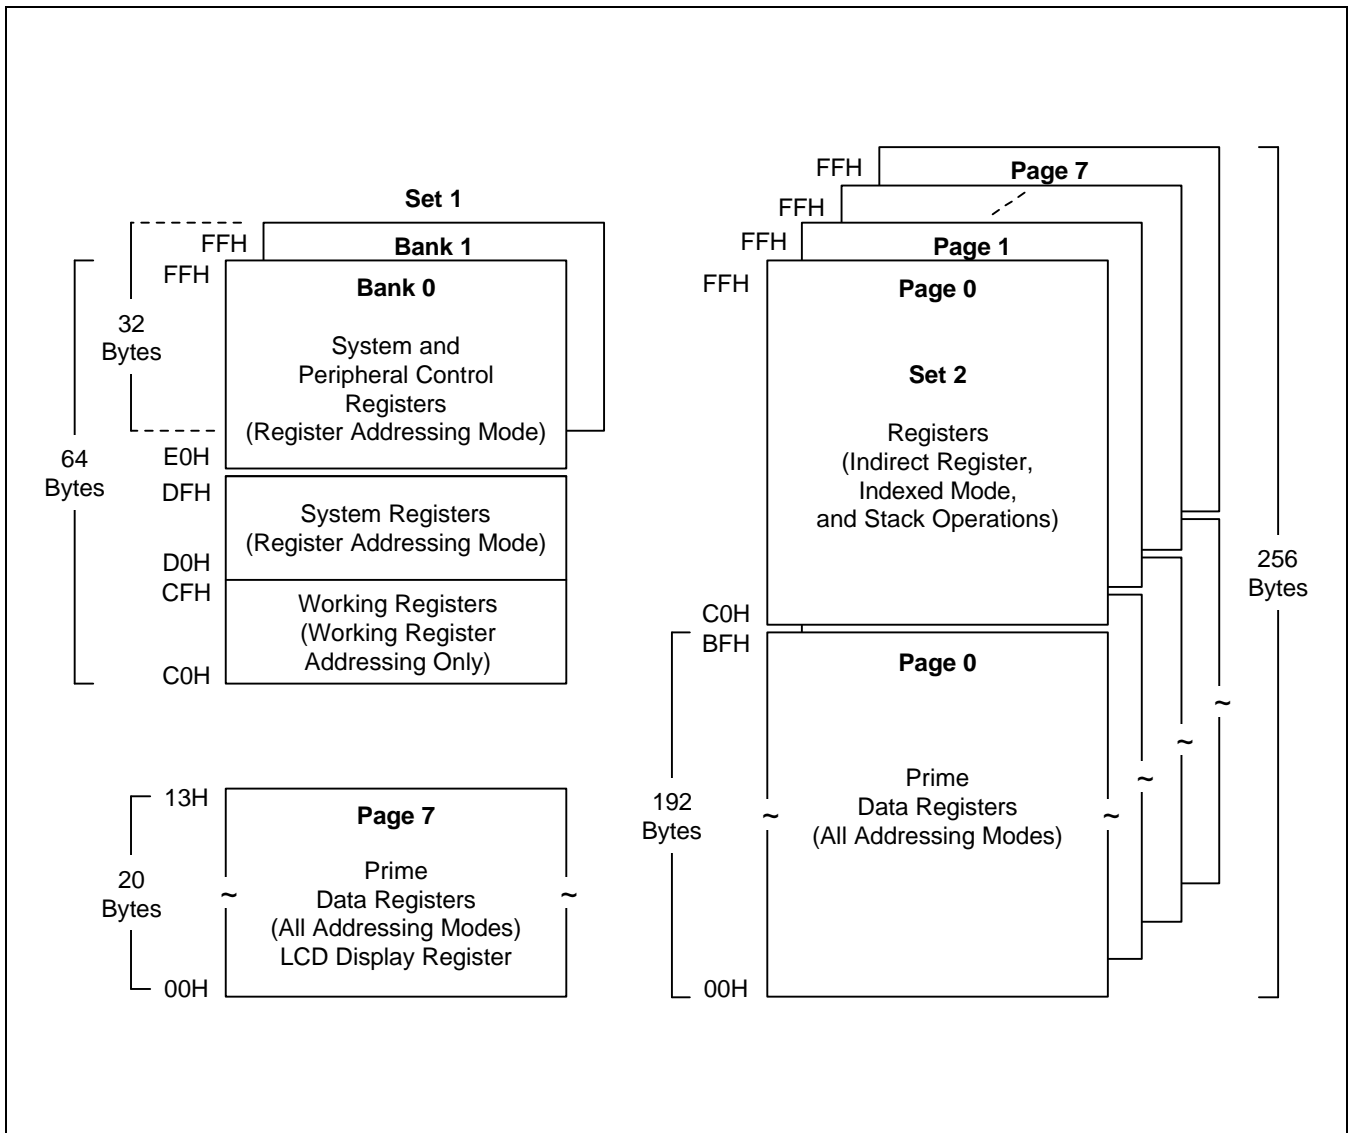 Set 1
FFH
Bank 1
FFH
Bank 0
32
Bytes
System and
Peripheral Control
Registers
(Register Addressing Mode)
E0H
64
Bytes
DFH
System Registers
(Register Addressing Mode)
D0H
CFH
Working Registers
(Working Register
Addressing Only)
C0H
13H
Page 7
20
Bytes
~
Prime
Data Registers
(All Addressing Modes)
LCD Display Register
~
00H
FFH
Page 7
FFH
FFH
Page 1
FFH
Page 0
Set 2
Registers
(Indirect Register,
Indexed Mode,
and Stack Operations)
C0H
BFH
Page 0
192
Bytes
~
Prime
Data Registers
(All Addressing Modes)
~
~
~
~
00H
256
Bytes